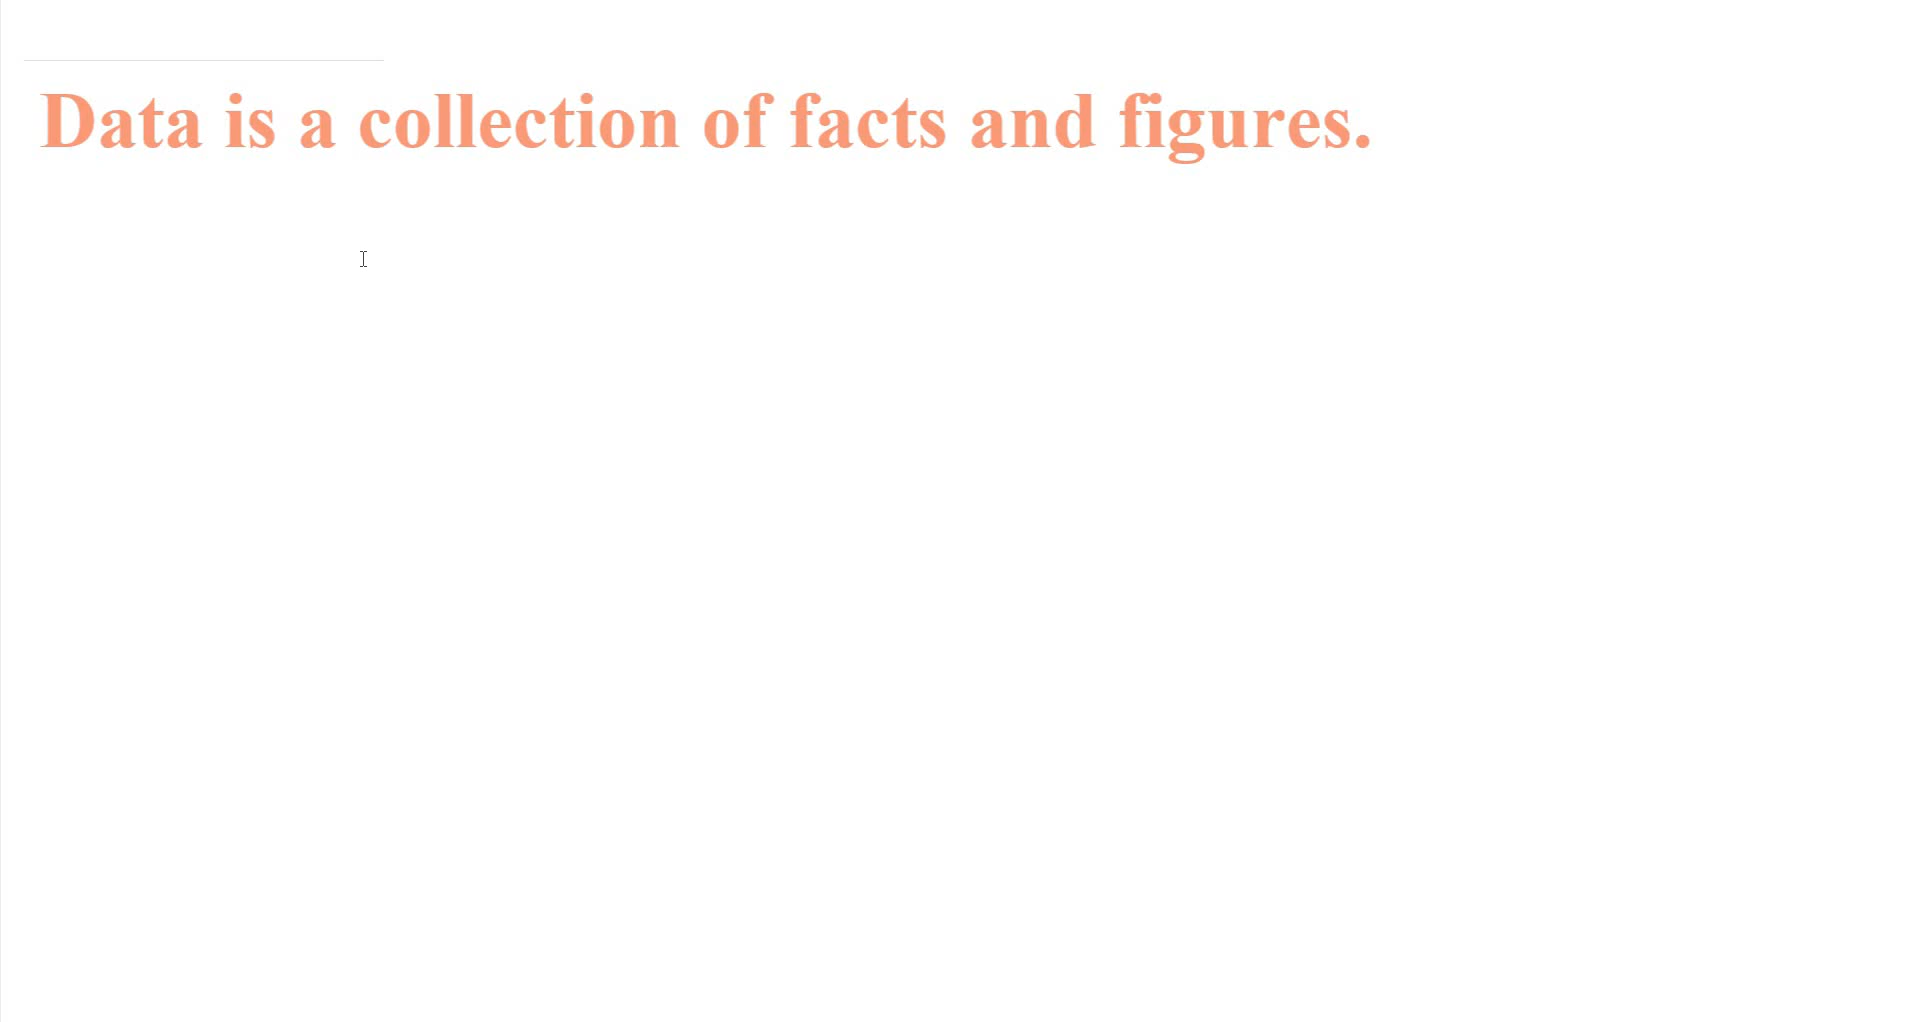 Data is a collection of facts and figures.